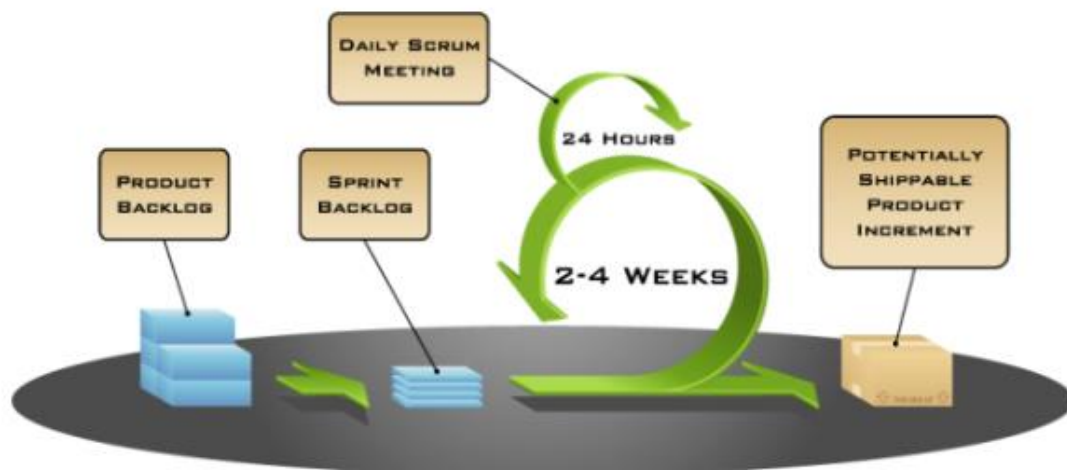 DAILY SCRUM
MEETING
24 HOURS
PRODUCT
BACKLOG
SPRINT
BACKLOG
POTENTIALLY
SHIPPABLE
PRODUCT
INCREMENT
2-4 WEEKS